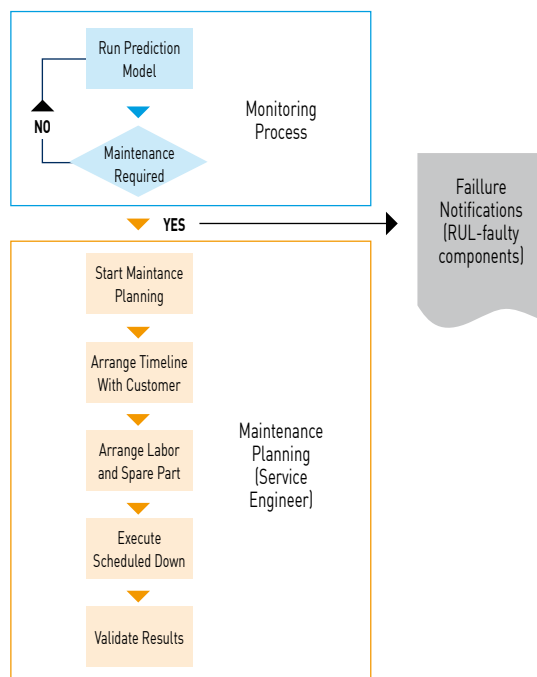 Run Prediction
Model
Monitoring
Process
NO
Maintenance
Required
YES
Faillure
Notifications
(RUL-faulty
components)
Start Maintance
Planning
Arrange Timeline
With Customer
Arrange Labor
and Spare Part
Maintenance
Planning
(Service
Engineer)
Execute
Scheduled Down
Validate Results